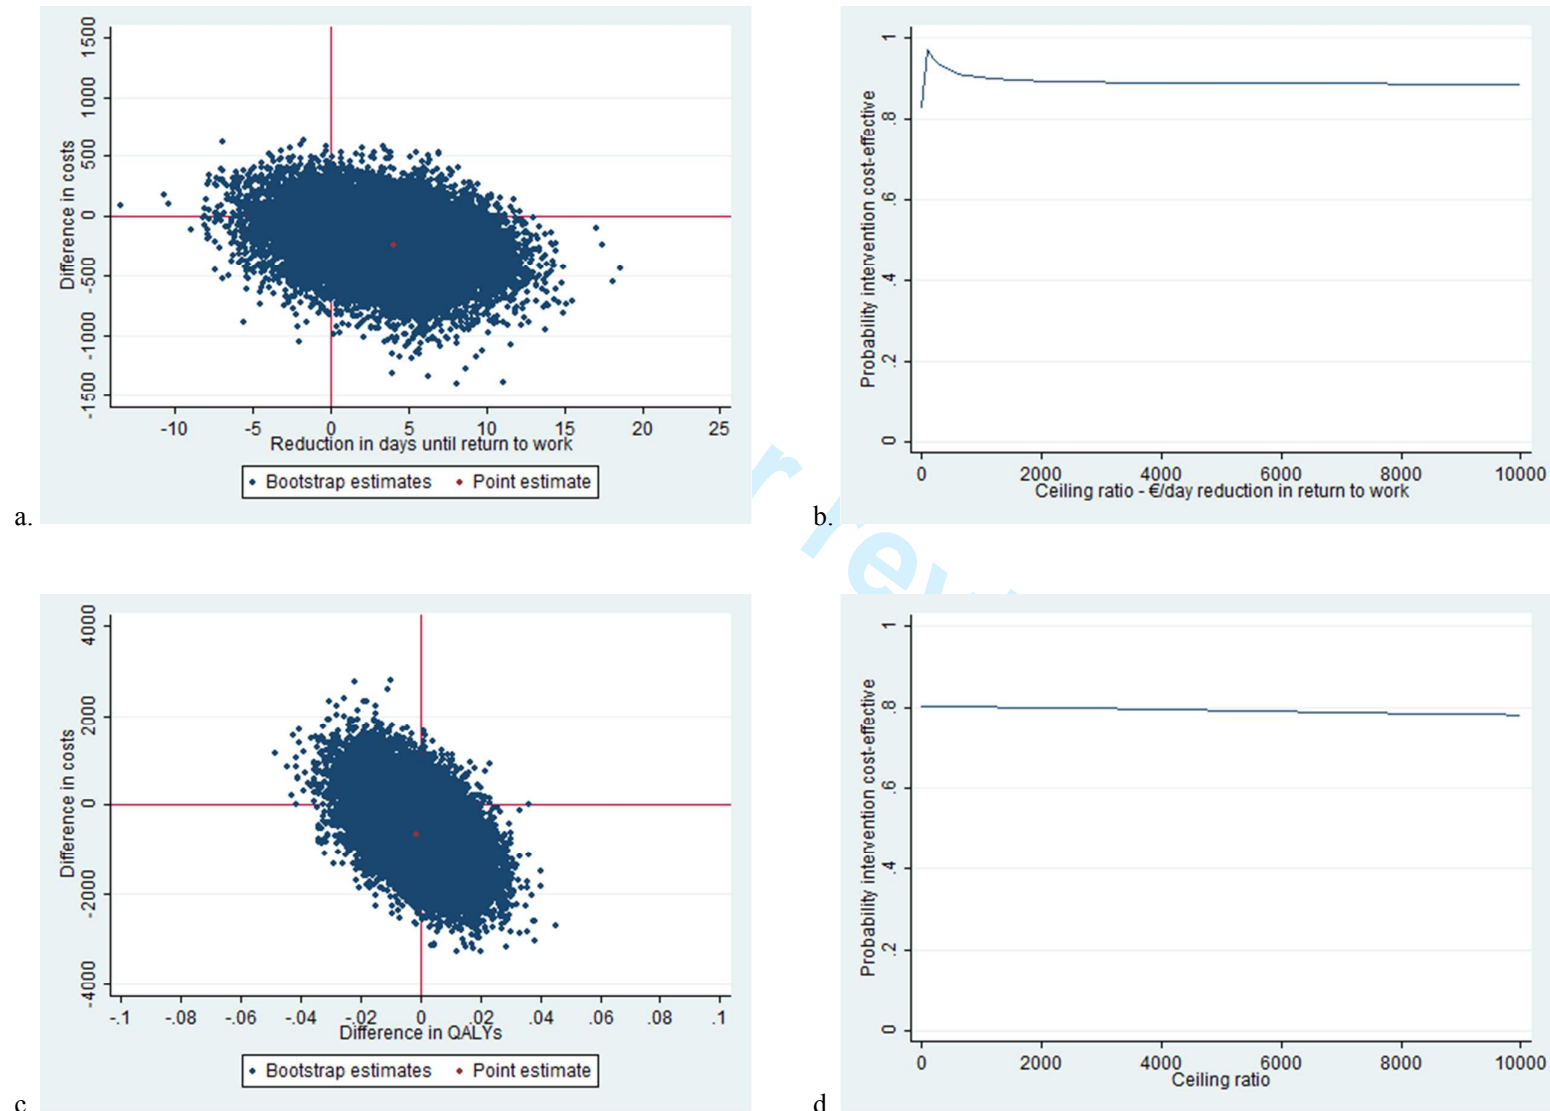 1500
1000
500
0
-500
-1000
-1500
Difference in costs
-10 -5 0 5 10 15 20 25
Reduction in days until return to work
Bootstrap estimates Point estimate
a.
1
.8
.6
.4
.2
0
Probability intervention cost-effective
0 2000 4000 6000 8000 10000
Ceiling ratio - €/day reduction in return to work
b.
4000
2000
0
-2000
-4000
Difference in costs
-.1 -.08 -.06 -.04 -.02 0 .02 .04 .06 .08 .1
Difference in QALYs
Bootstrap estimates Point estimate
c
1
.8
.6
.4
.2
0
Probability intervention cost-effective
0 2000 4000 6000 8000 10000
Ceiling ratio
d